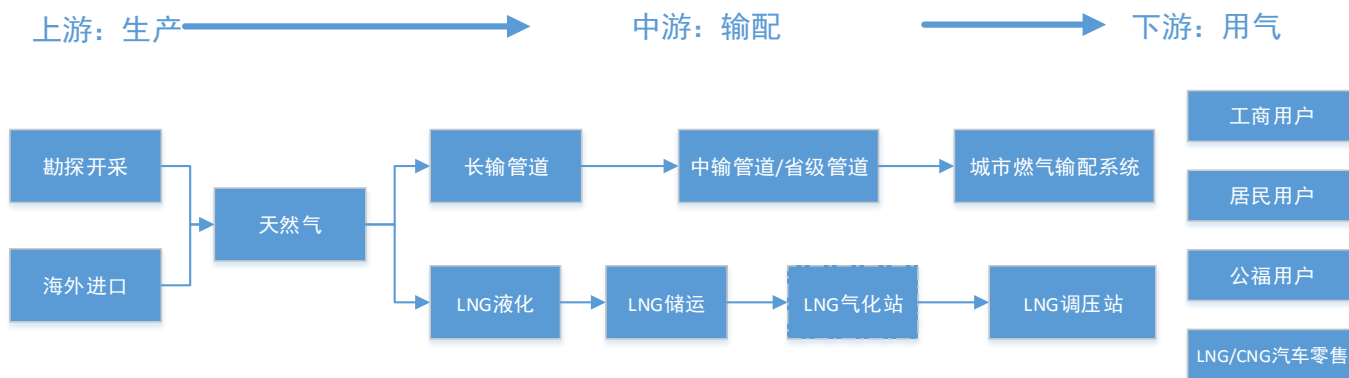 上游：生产
中游：输配
下游：用气
工商用户
勘探开采
长输管道
中输管道/省级管道
城市燃气输配系统
居民用户
天然气
海外进口
公福用户
LNG液化
LNG储运
LNG气化站
LNG调压站
LNG/CNG汽车零售